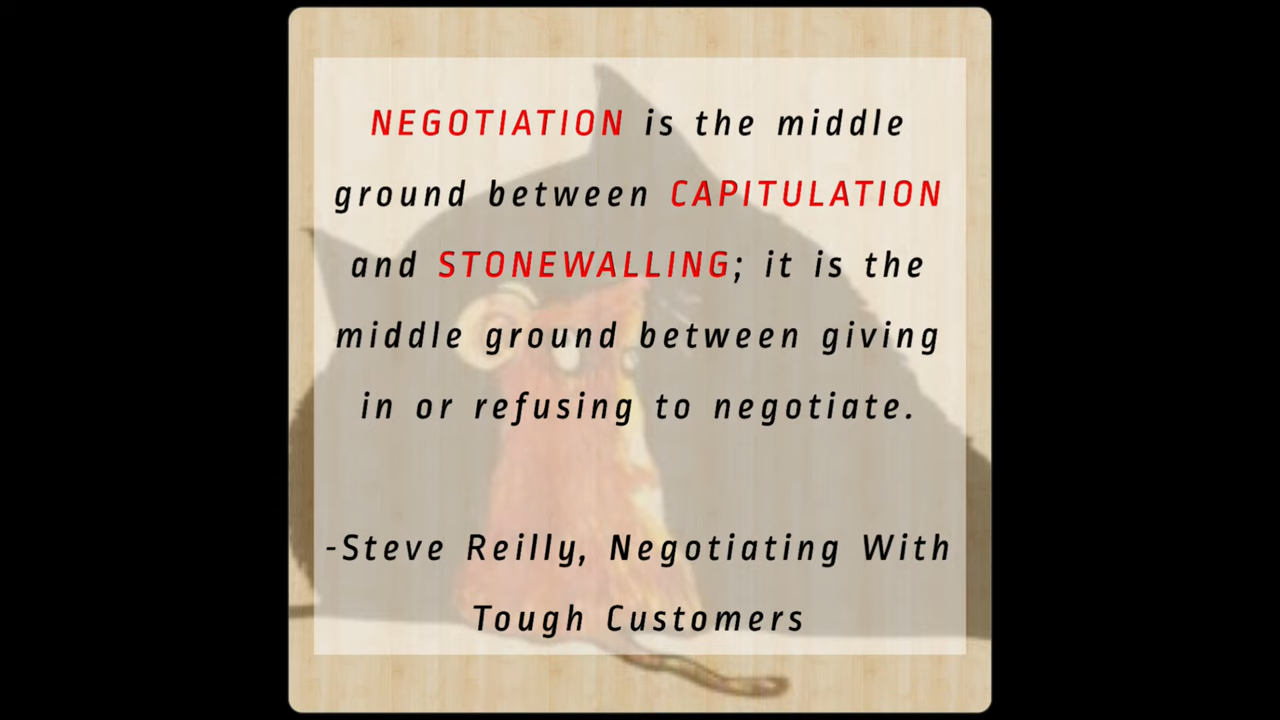 NEGOTIATION is the middle
ground between CAPITULATION
and STONEWALLING; it is the
middle ground between giving
in or refusing to negotiate.
-Steve Reilly, Negotiating With
Tough Customers